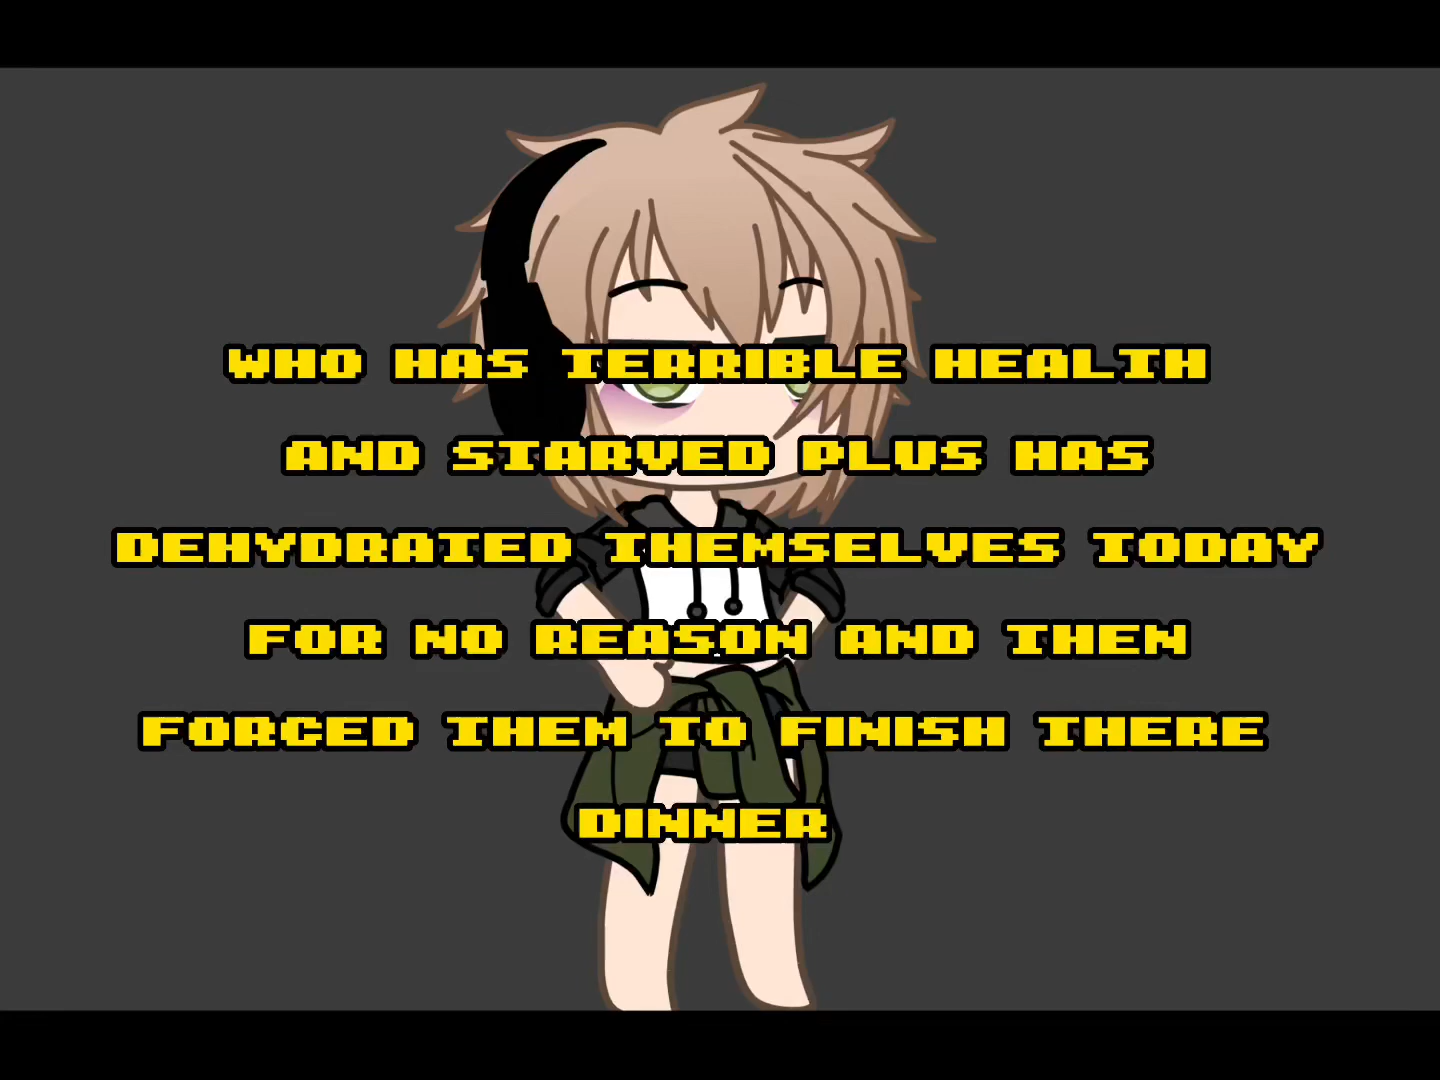 WHO HAS TERRIBLE HEALTH
AND STARVED PLUS HAS
DEHYDRATED THEMSELVES TODAY
FOR NO REASON AND THEN
FORCED THEM TO FINISH THERE
DINNER